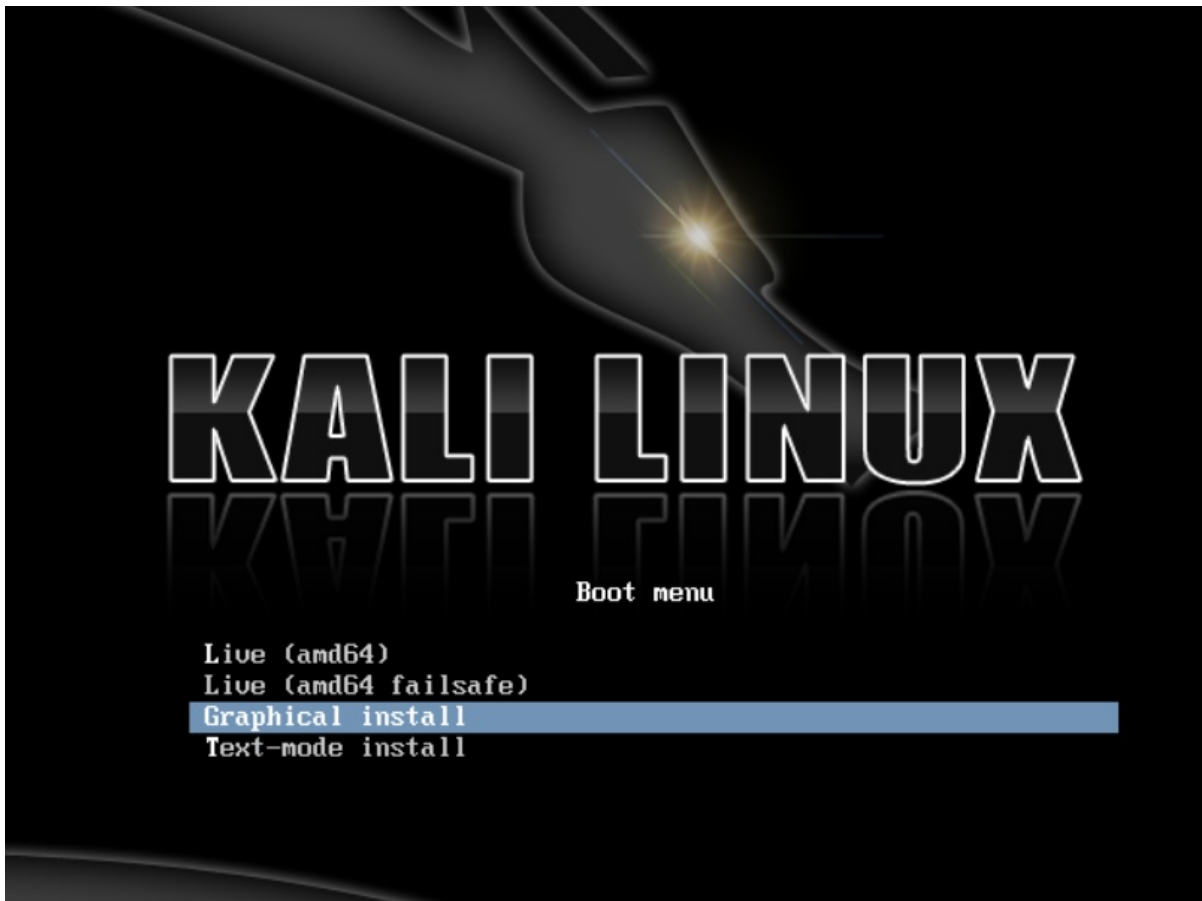 KALI LINUX
Boot menu
Live (amd64)
Live (amd64 failsafe)
Graphical install
Text-mode install